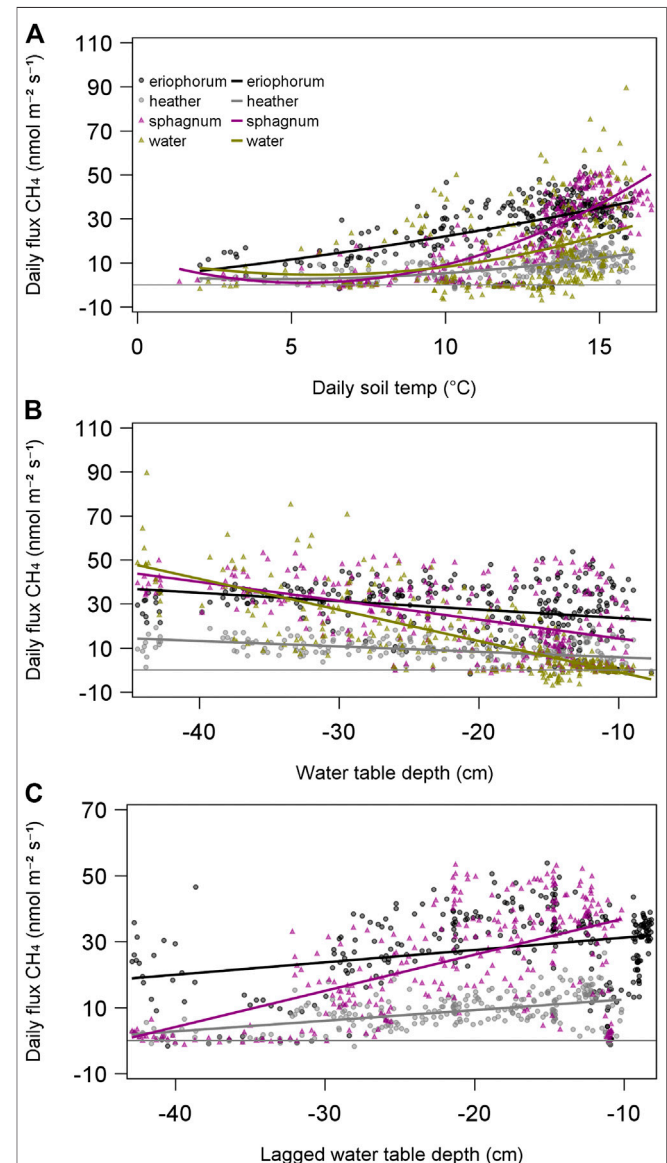 A
Daily flux CH₄ (nmol m⁻² s⁻¹)
110
90
70
50
30
10
-10
eriophorum eriophorum
heather heather
sphagnum sphagnum
water water
0 5 10 15
Daily soil temp (°C)
B
Daily flux CH₄ (nmol m⁻² s⁻¹)
110
90
70
50
30
10
-10
-40 -30 -20 -10
Water table depth (cm)
C
Daily flux CH₄ (nmol m⁻² s⁻¹)
70
50
30
10
-10
-40 -30 -20 -10
Lagged water table depth (cm)